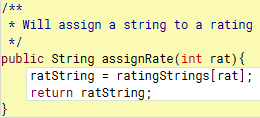 /**
 * Will assign a string to a rating
 */
public String assignRate(int rat){
    ratString = ratingStrings[rat];
    return ratString;
}